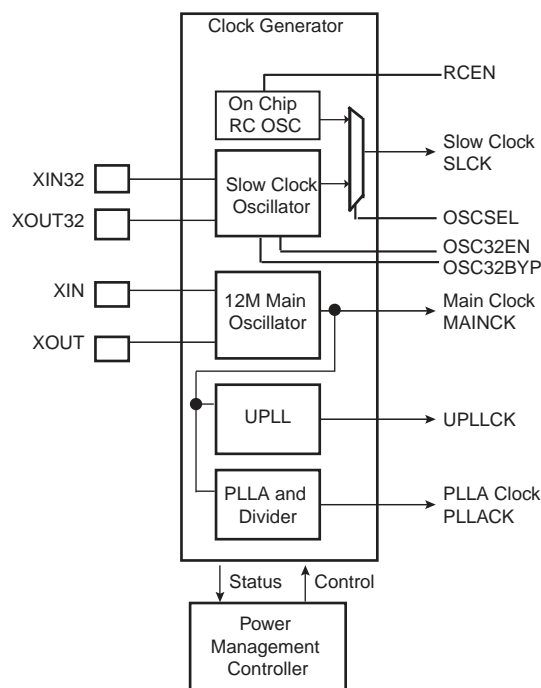 Clock Generator
RCEN
On Chip
RC OSC
Slow Clock
SLCK
XIN32
Slow Clock
Oscillator
XOUT32
OSCSEL
OSC32EN
OSC32BYP
XIN
12M Main
Oscillator
Main Clock
MAINCK
XOUT
UPLL
UPLLCK
PLLA and
Divider
PLLA Clock
PLLACK
Status
Control
Power
Management
Controller